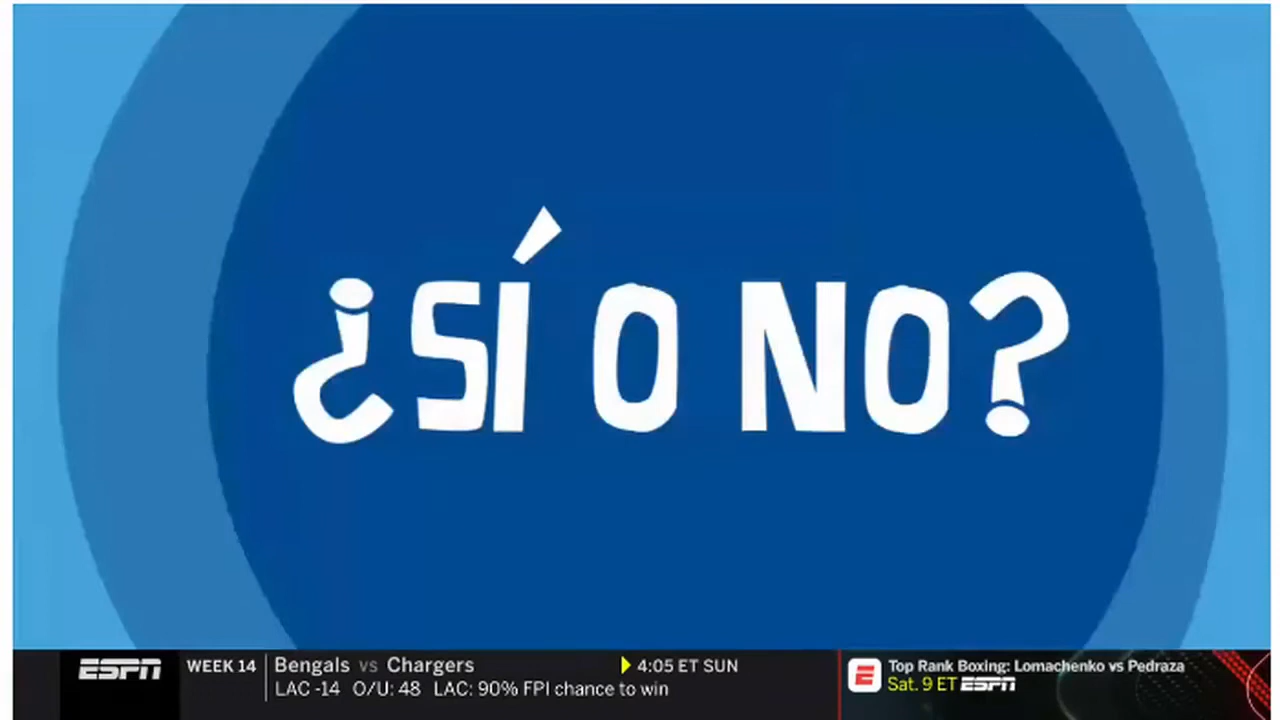 ¿SÍ O NO?
ESPN WEEK 14 Bengals vs Chargers 4:05 ET SUN
LAC -14 O/U: 48 LAC: 90% FPI chance to win
E Top Rank Boxing: Lomachenko vs Pedraza
Sat. 9 ET ESPN